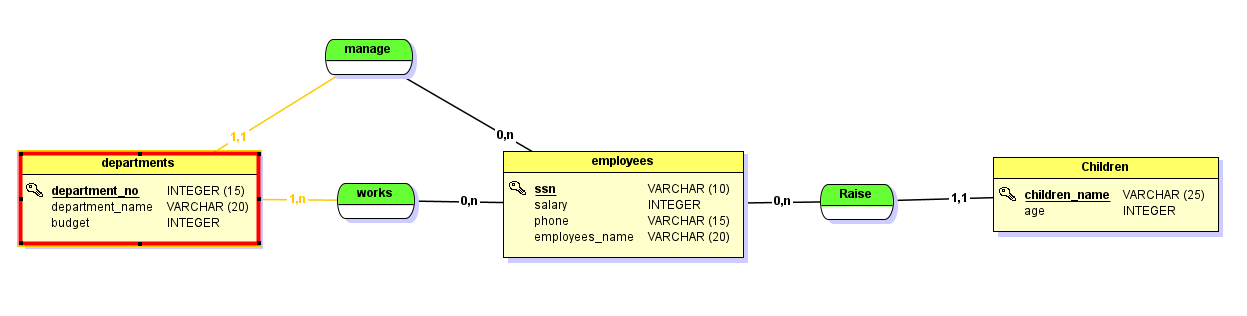 manage
1,1
0,n
departments
department_no INTEGER (15)
department_name VARCHAR (20)
budget INTEGER
1,n
works
0,n
employees
ssn VARCHAR (10)
salary INTEGER
phone VARCHAR (15)
employees_name VARCHAR (20)
0,n
Raise
1,1
Children
children_name VARCHAR (25)
age INTEGER